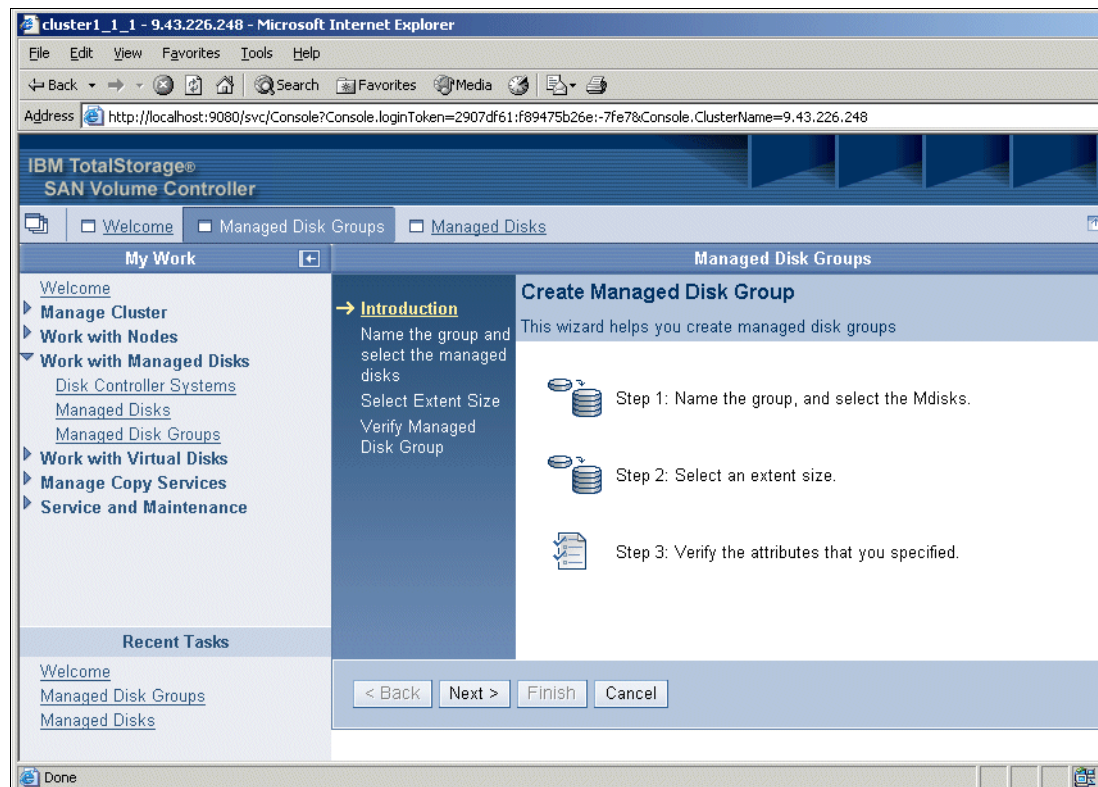 cluster1_1_1 - 9.43.226.248 - Microsoft Internet Explorer
File Edit View Favorites Tools Help
Back Search Favorites Media
Address http://localhost:9080/svc/Console?Console.loginToken=2907df61:f89475b26e:-7fe7&Console.ClusterName=9.43.226.248
IBM TotalStorage®
SAN Volume Controller
Welcome Managed Disk Groups Managed Disks
My Work
Welcome
Manage Cluster
Work with Nodes
Work with Managed Disks
Disk Controller Systems
Managed Disks
Managed Disk Groups
Work with Virtual Disks
Manage Copy Services
Service and Maintenance
Recent Tasks
Welcome
Managed Disk Groups
Managed Disks
Managed Disk Groups
Introduction
Name the group and
select the managed
disks
Select Extent Size
Verify Managed
Disk Group
Create Managed Disk Group
This wizard helps you create managed disk groups
Step 1: Name the group, and select the Mdisks.
Step 2: Select an extent size.
Step 3: Verify the attributes that you specified.
< Back Next > Finish Cancel
Done